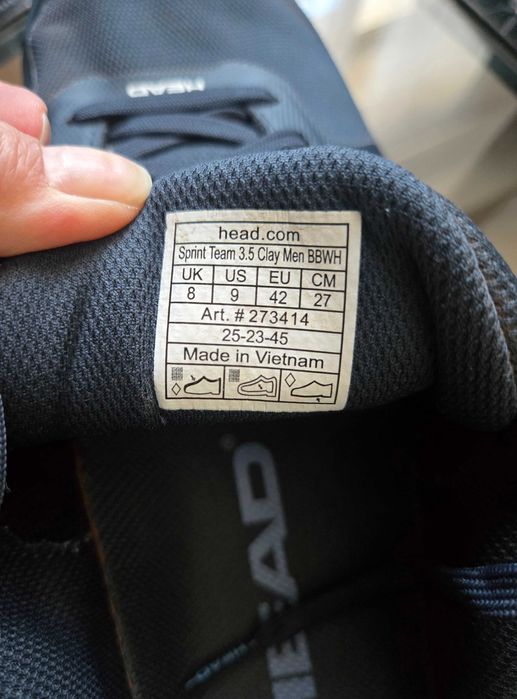 HEAD
head.com
Sprint Team 3.5 Clay Men BBWH
UK US EU CM
8 9 42 27
Art. # 273414
25-23-45
Made in Vietnam
HEAD